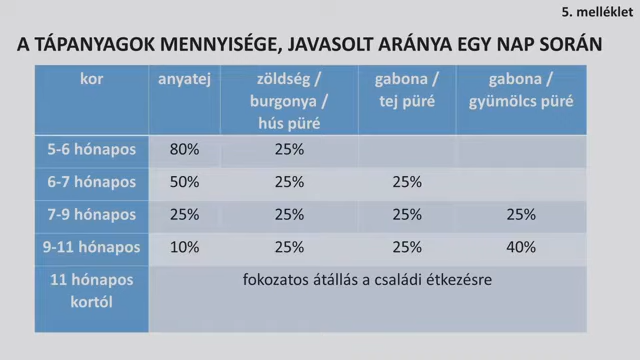 5. melléklet
A TÁPANYAGOK MENNYISÉGE, JAVASOLT ARÁNYA EGY NAP SORÁN
kor anyatej zöldség / burgonya / hús püré gabona / tej püré gabona / gyümölcs püré
5-6 hónapos 80% 25%
6-7 hónapos 50% 25% 25%
7-9 hónapos 25% 25% 25% 25%
9-11 hónapos 10% 25% 25% 40%
11 hónapos kortól fokozatos átállás a családi étkezésre